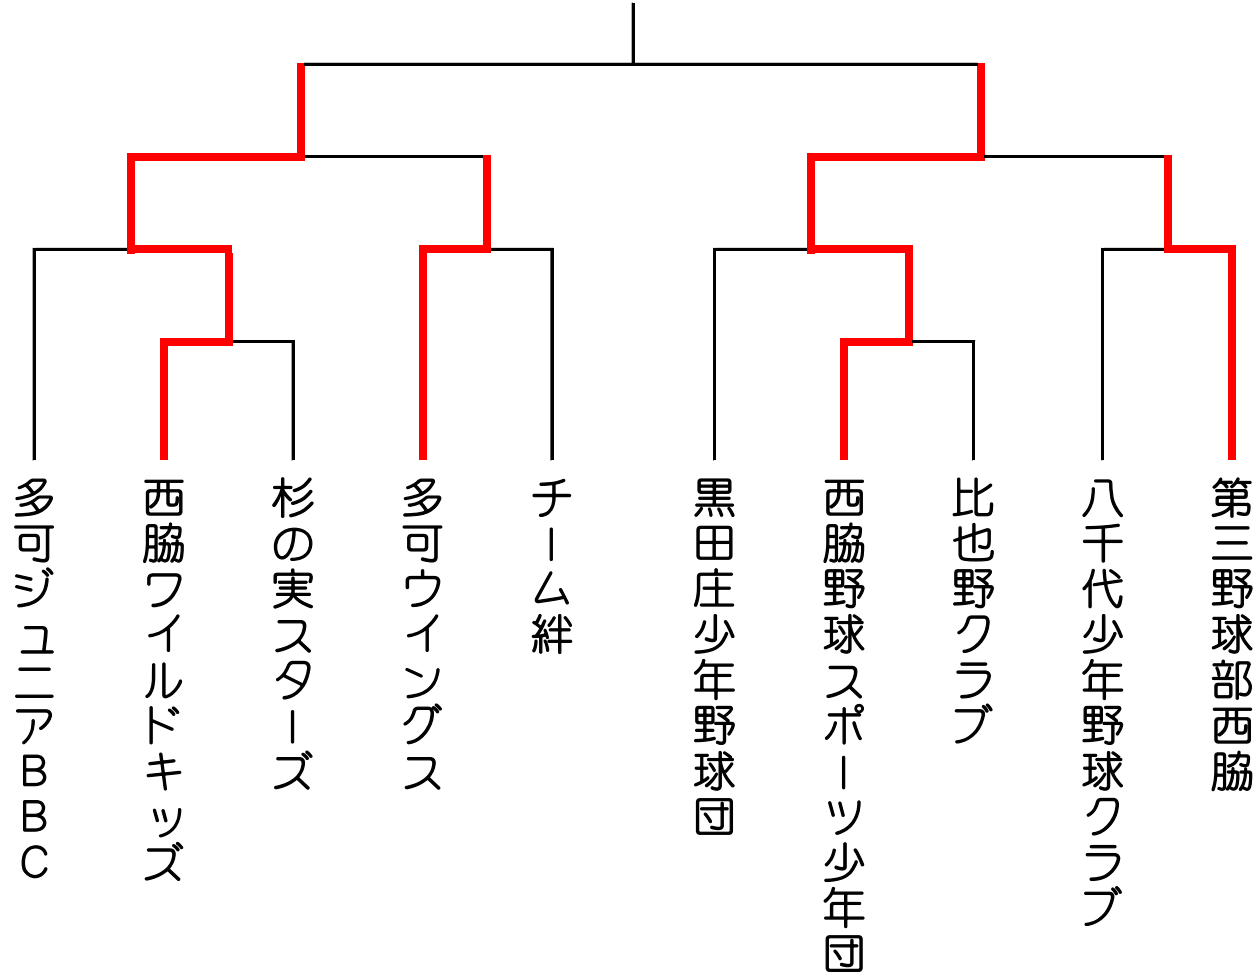 多可ジュニアBBC
西脇ワイルドキッズ
杉の実スターズ
多可ウイングス
チーム絆
黒田庄少年野球団
西脇野球スポーツ少年団
比也野クラブ
八千代少年野球クラブ
第三野球部西脇